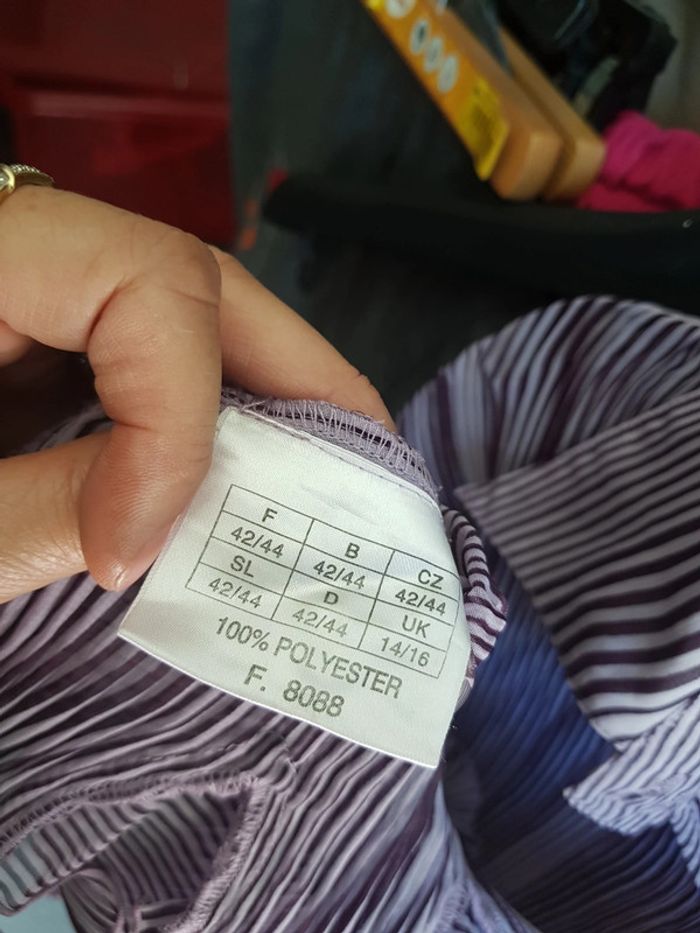 F B CZ
42/44 42/44 42/44
SL D UK
42/44 42/44 14/16
100% POLYESTER
F. 8088